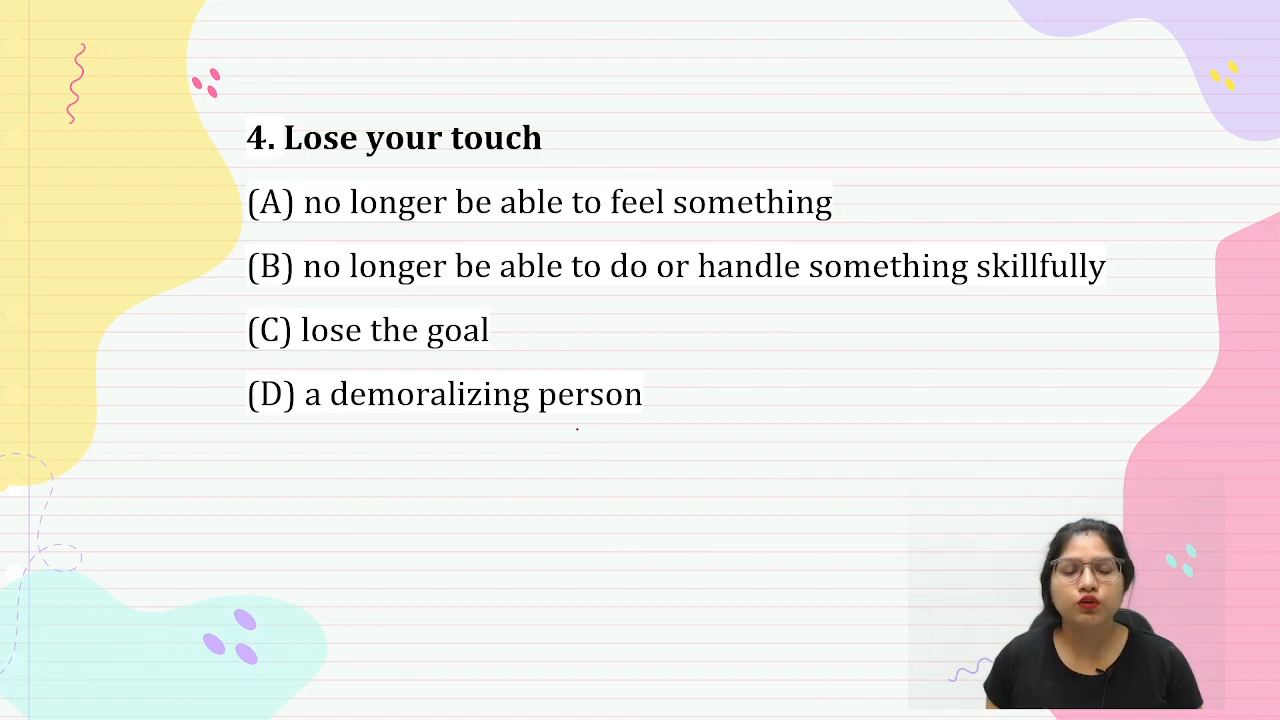 4. Lose your touch
(A) no longer be able to feel something
(B) no longer be able to do or handle something skillfully
(C) lose the goal
(D) a demoralizing person